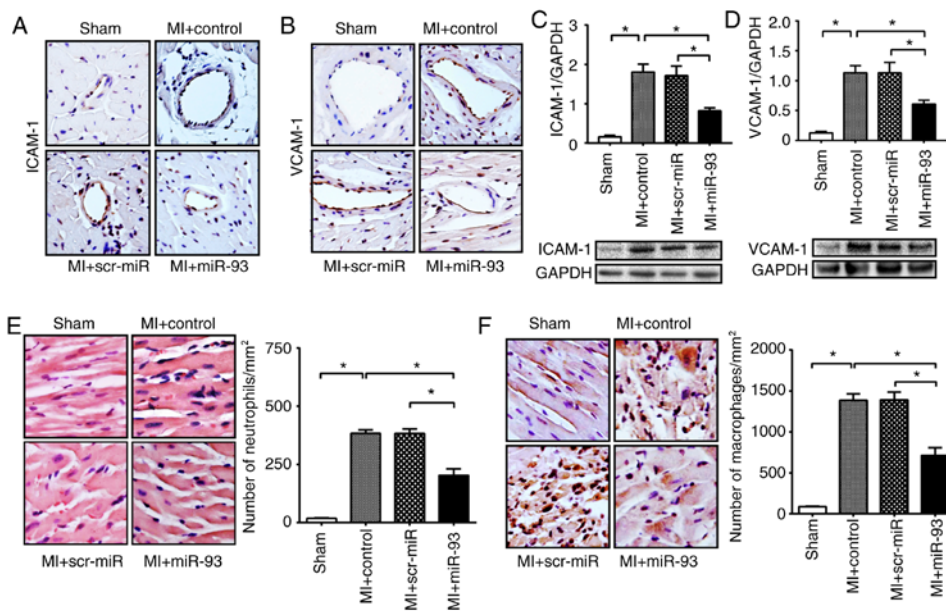 A
Sham
MI+control
ICAM-1
MI+scr-miR
MI+miR-93
B
Sham
MI+control
VCAM-1
MI+scr-miR
MI+miR-93
C
ICAM-1/GAPDH
3
2
1
0
*
*
*
Sham
MI+control
MI+scr-miR
MI+miR-93
ICAM-1
GAPDH
D
VCAM-1/GAPDH
2.0
1.5
1.0
0.5
0.0
*
*
*
Sham
MI+control
MI+scr-miR
MI+miR-93
VCAM-1
GAPDH
E
Sham
MI+control
MI+scr-miR
MI+miR-93
Number of neutrophils/mm²
750
500
250
0
*
*
*
Sham
MI+control
MI+scr-miR
MI+miR-93
F
Sham
MI+control
MI+scr-miR
MI+miR-93
Number of macrophages/mm²
2000
1500
1000
500
0
*
*
*
Sham
MI+control
MI+scr-miR
MI+miR-93